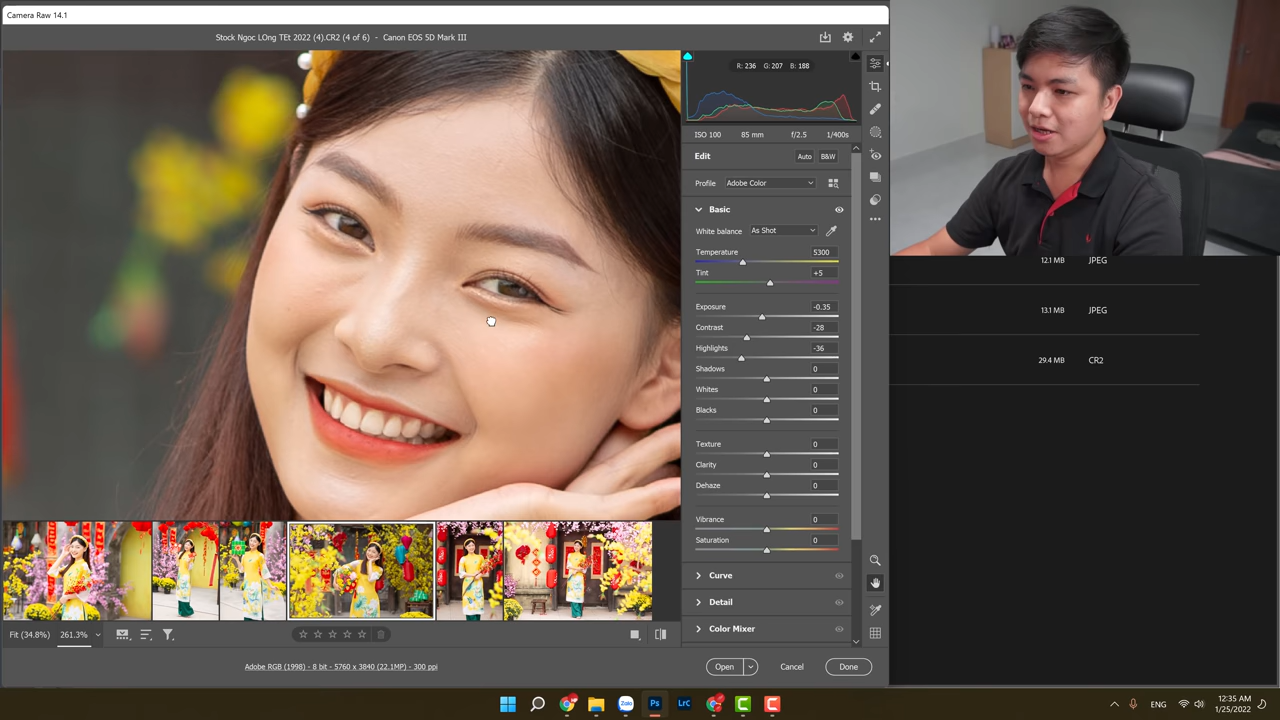 Camera Raw 14.1
Stock Ngoc LOng TEt 2022 (4).CR2 (4 of 6) - Canon EOS 5D Mark III
R: 236 G: 207 B: 188
ISO 100 85 mm f/2.5 1/400s
Edit Auto B&W
Profile Adobe Color
Basic
White balance As Shot
Temperature 5300
Tint +5
Exposure -0.35
Contrast -28
Highlights -36
Shadows 0
Whites 0
Blacks 0
Texture 0
Clarity 0
Dehaze 0
Vibrance 0
Saturation 0
Curve
Detail
Color Mixer
12.1 MB JPEG
13.1 MB JPEG
29.4 MB CR2
Fit (34.8%) 261.3%
Adobe RGB (1998) - 8 bit - 5760 x 3840 (22.1MP) - 300 ppi
Open Cancel Done
Zalo Ps LrC
ENG
12:35 AM
1/25/2022